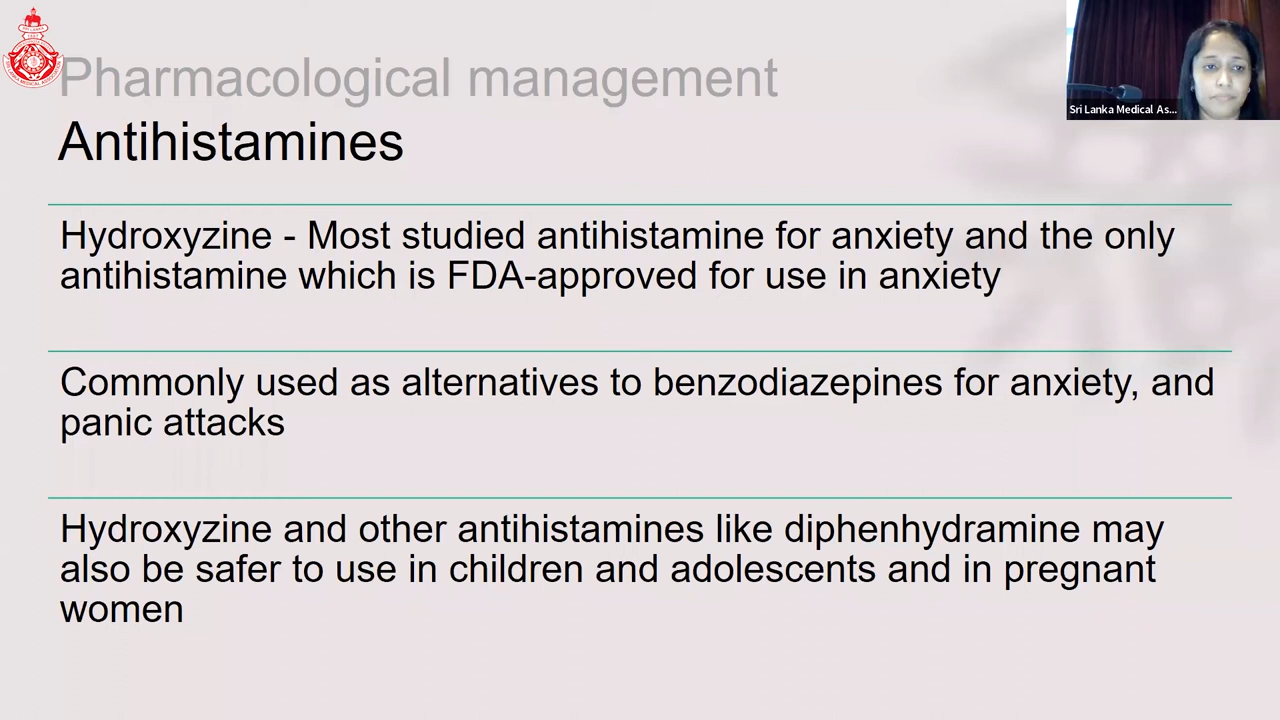 Pharmacological management
Sri Lanka Medical As...
Antihistamines
Hydroxyzine - Most studied antihistamine for anxiety and the only
antihistamine which is FDA-approved for use in anxiety
Commonly used as alternatives to benzodiazepines for anxiety, and
panic attacks
Hydroxyzine and other antihistamines like diphenhydramine may
also be safer to use in children and adolescents and in pregnant
women